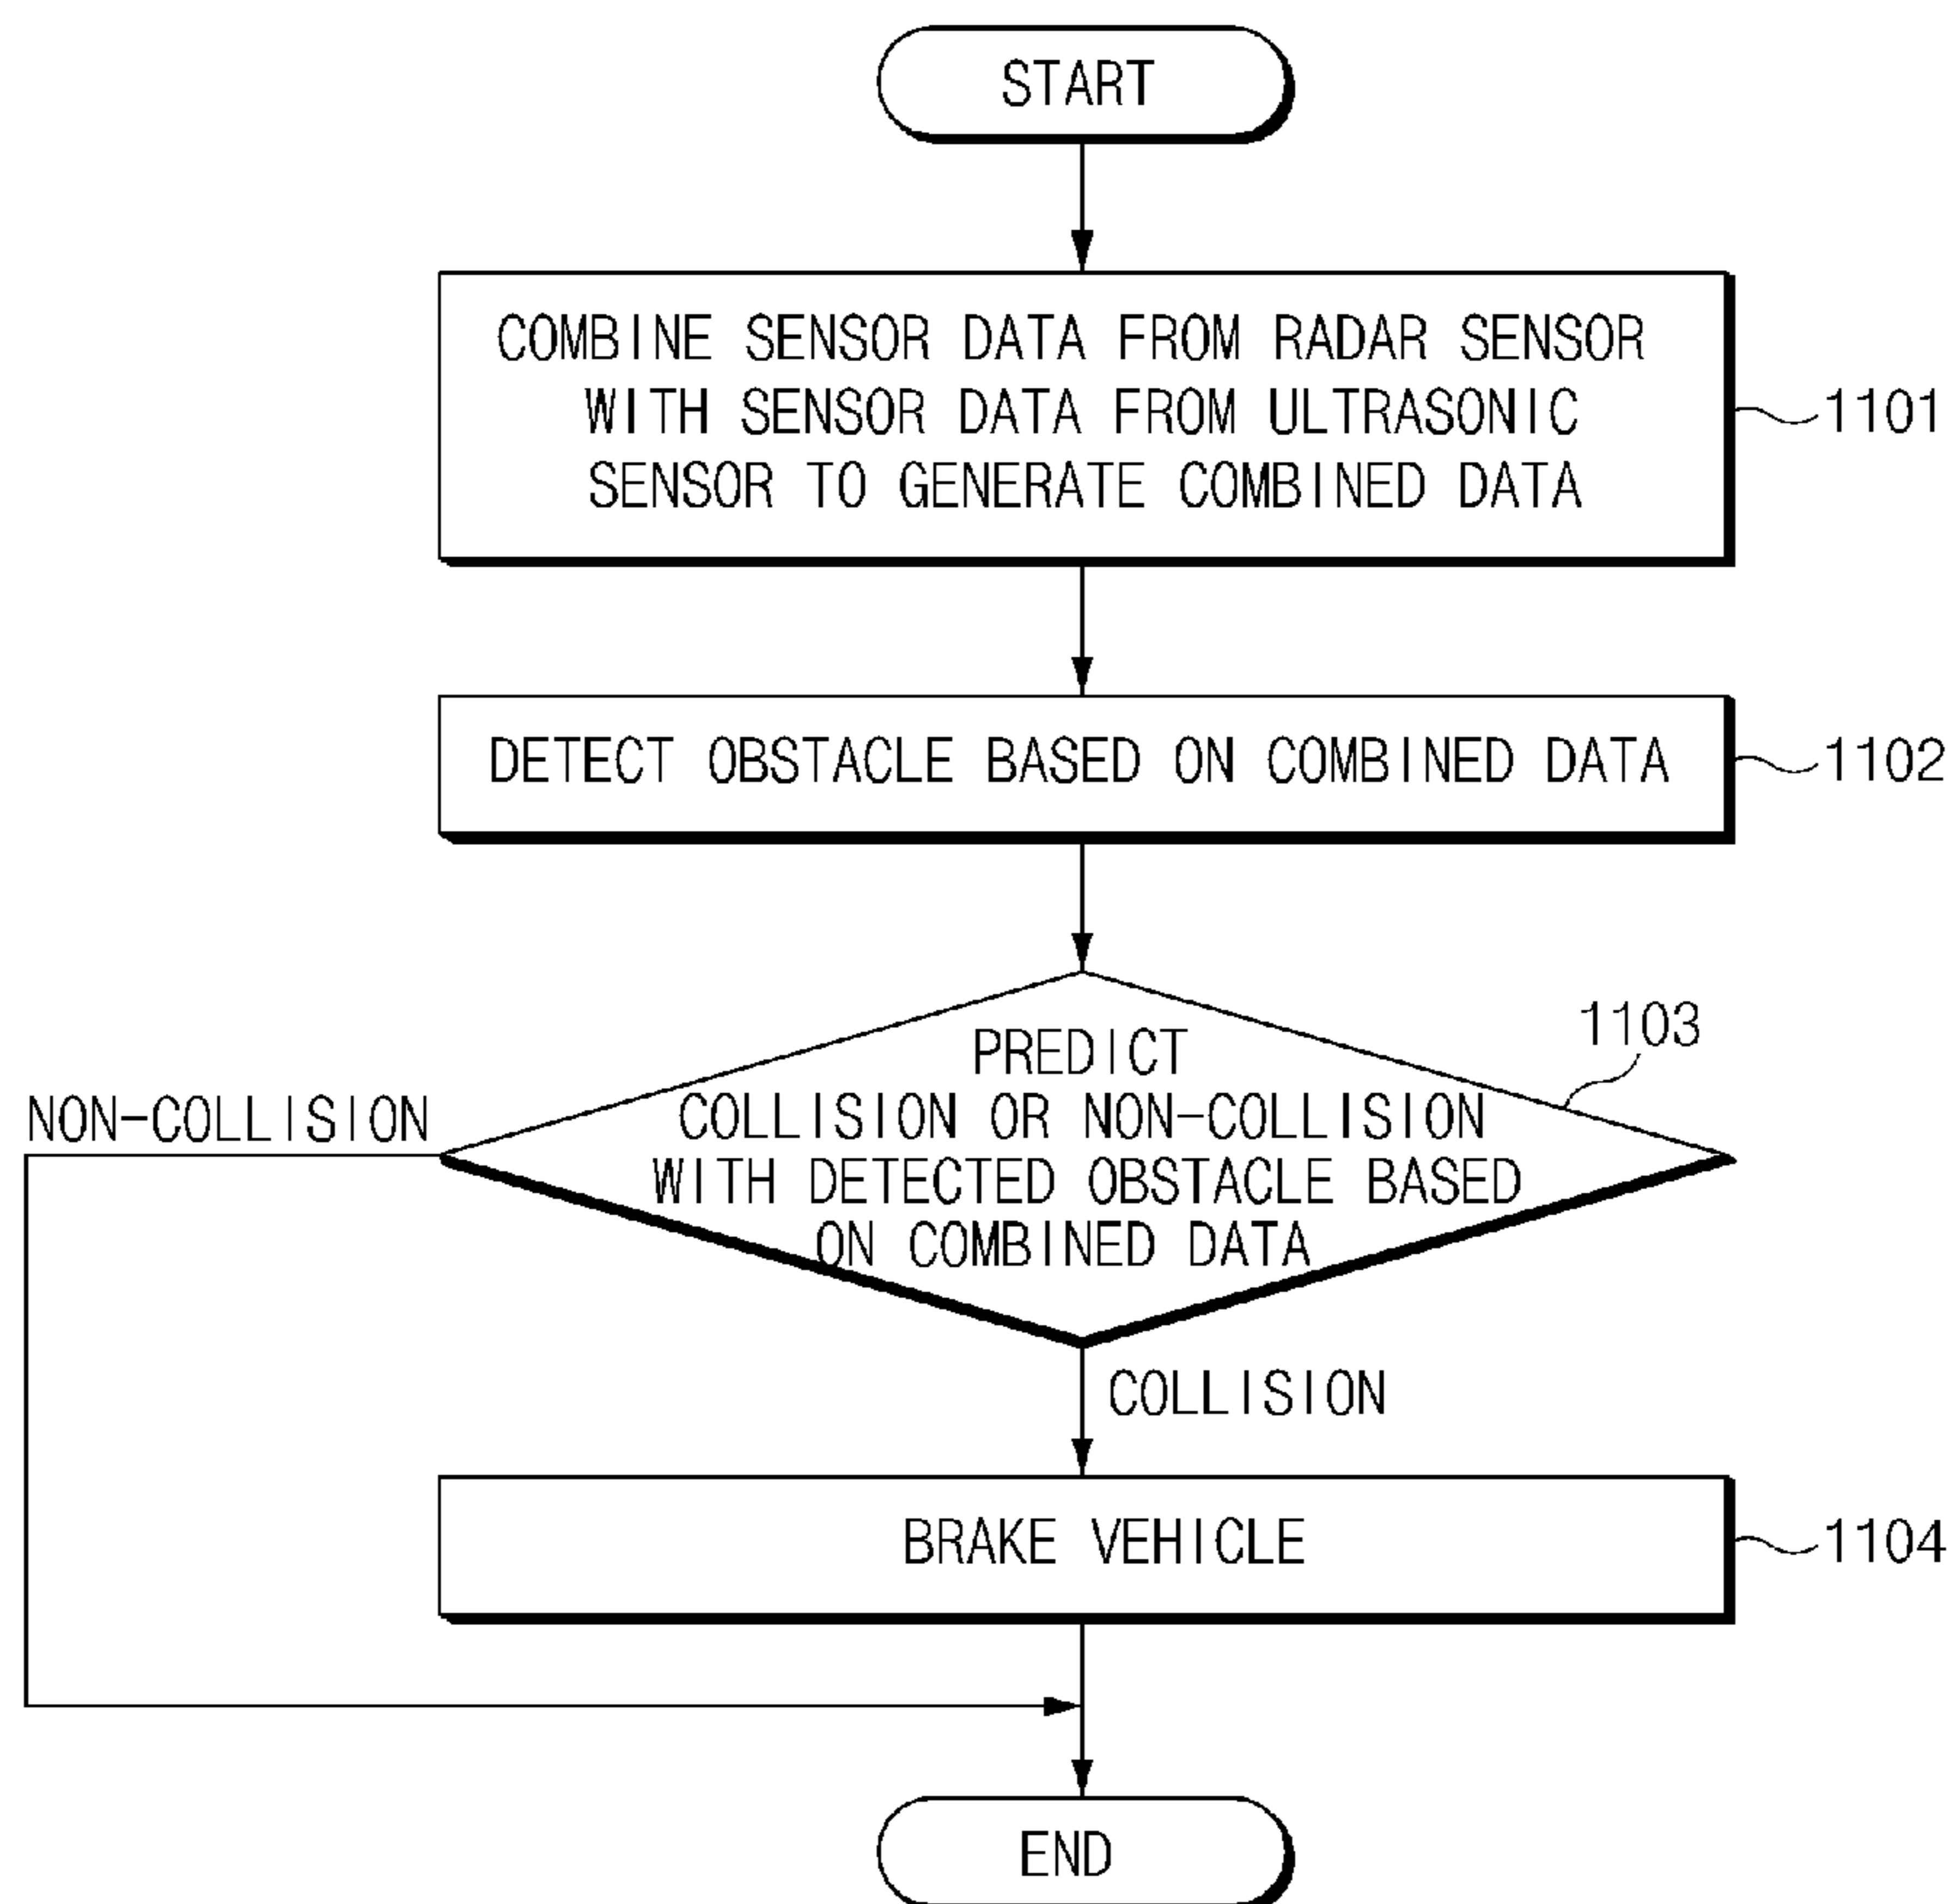 START
COMBINE SENSOR DATA FROM RADAR SENSOR
WITH SENSOR DATA FROM ULTRASONIC
SENSOR TO GENERATE COMBINED DATA
1101
DETECT OBSTACLE BASED ON COMBINED DATA
1102
1103
PREDICT
COLLISION OR NON-COLLISION
WITH DETECTED OBSTACLE BASED
ON COMBINED DATA
NON-COLLISION
COLLISION
BRAKE VEHICLE
1104
END